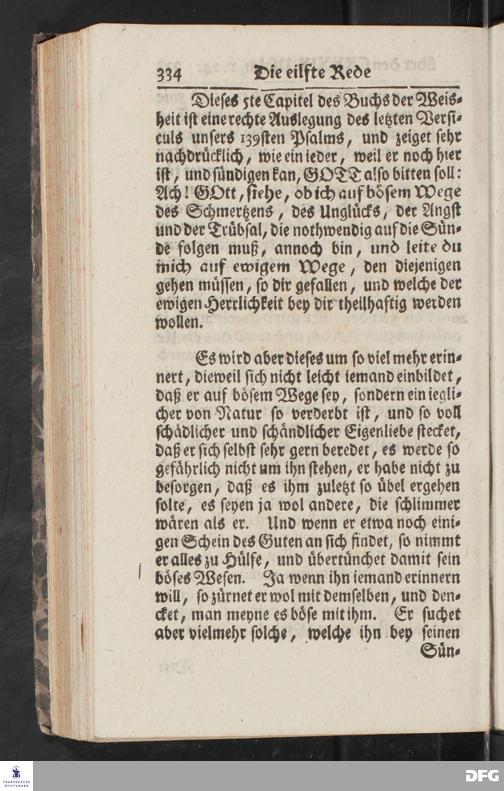 334 Die eilfte Rede
Dieses 5te Capitel des Buchs der Weis-
heit ist eine rechte Auslegung des letzten Versi-
culs unsers 139sten Psalms, und zeiget sehr
nachdrücklich, wie ein ieder, weil er noch hier
ist, und sündigen kan, GOTT also bitten soll:
Ach! GOtt, siehe, ob ich auf bösem Wege
des Schmertzens, des Unglücks, der Angst
und der Trübsal, die nothwendig auf die Sün-
de folgen muß, annoch bin, und leite du
mich auf ewigem Wege, den diejenigen
gehen müssen, so dir gefallen, und welche der
ewigen Herrlichkeit bey dir theilhaftig werden
wollen.
Es wird aber dieses um so viel mehr erin-
nert, dieweil sich nicht leicht iemand einbildet,
daß er auf bösem Wege sey, sondern ein iegli-
cher von Natur so verderbt ist, und so voll
schädlicher und schändlicher Eigenliebe stecket,
daß er sich selbst sehr gern beredet, es werde so
gefährlich nicht um ihn stehen, er habe nicht zu
besorgen, daß es ihm zuletzt so übel ergehen
solte, es seyen ja wol andere, die schlimmer
wären als er. Und wenn er etwa noch eini-
gen Schein des Guten an sich findet, so nimmt
er alles zu Hülfe, und übertünchet damit sein
böses Wesen. Ja wenn ihn iemand erinnern
will, so zürnet er wol mit demselben, und den-
cket, man meyne es böse mit ihm. Er suchet
aber vielmehr solche, welche ihn bey seinen
Sün-
FRANCKESCHE
STIFTUNGEN
DFG